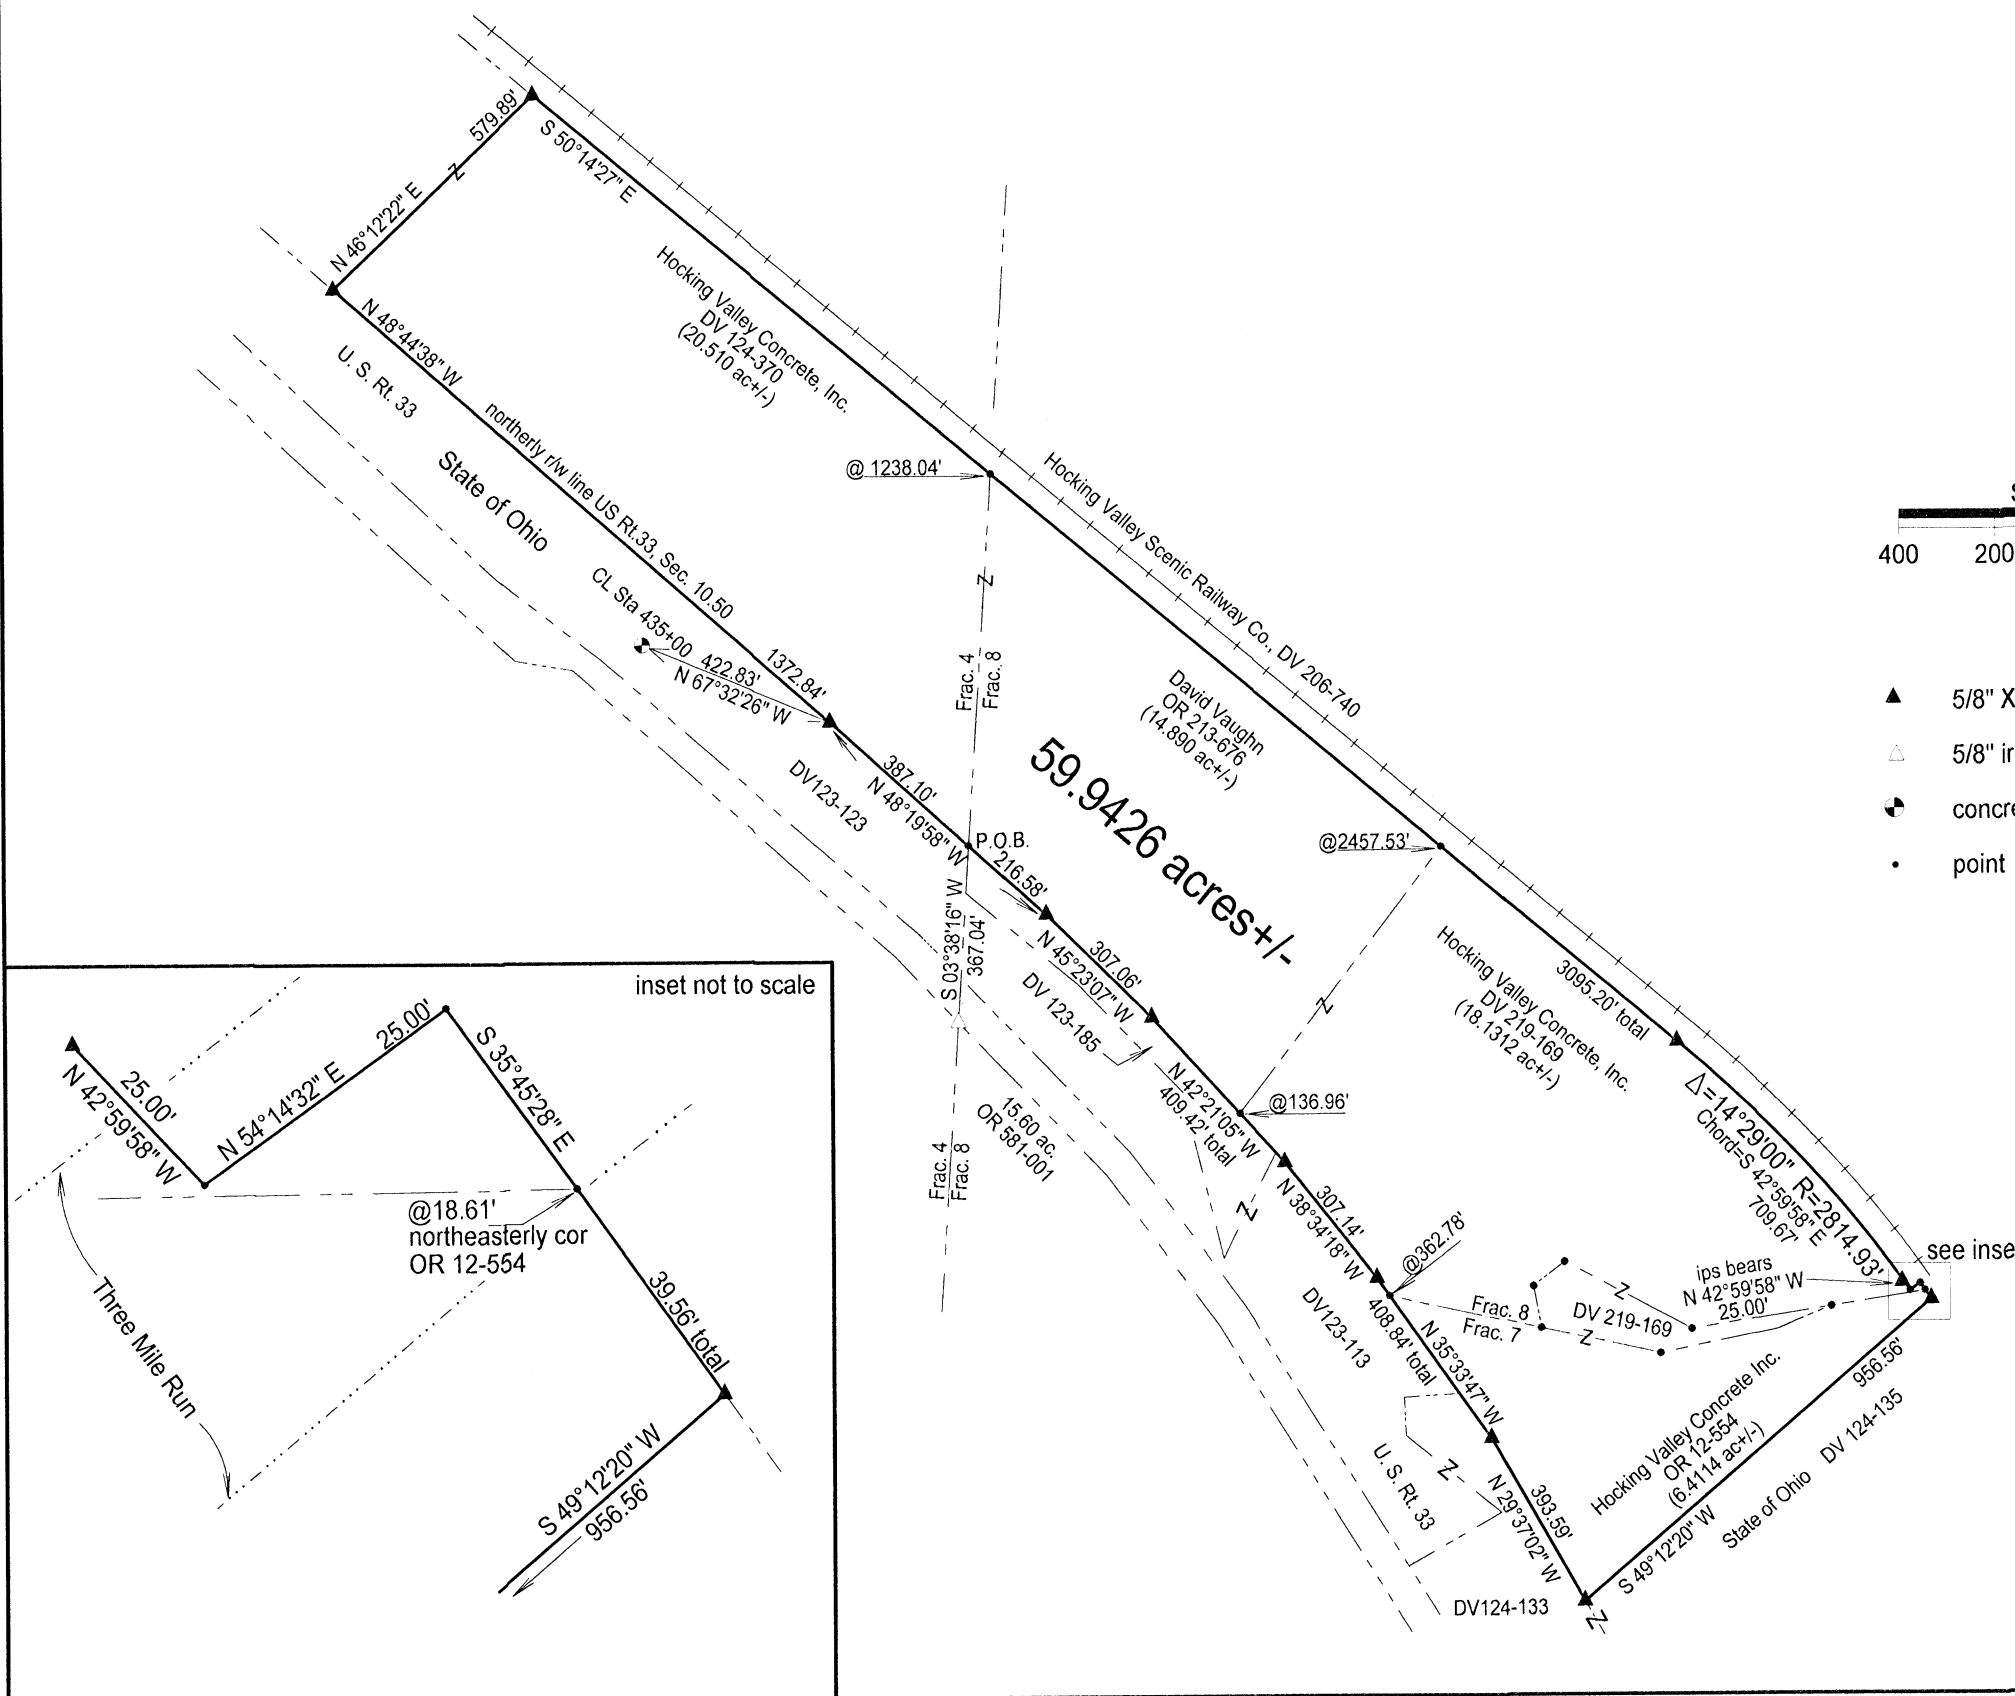 579.89'
N 46°12'22" E
Z
S 50°14'27" E
N 48°44'38" W
U. S. Rt. 33
northerly r/w line US Rt.33, Sec. 10.50
State of Ohio
1372.84'
CL Sta 435+00
422.83'
N 67°32'26" W
Hocking Valley Concrete, Inc.
DV 124-370
(20.510 ac+/-)
@ 1238.04'
Z
Frac. 4
Frac. 8
Hocking Valley Scenic Railway Co., DV 206-740
David Vaughn
OR 213-676
(14.890 ac+/-)
59.9426 acres+/-
387.10'
N 48°19'58" W
DV123-123
P.O.B.
216.58'
S 03°38'16" W
367.04'
N 45°23'07" W
307.06'
DV 123-185
@2457.53'
Z
Hocking Valley Concrete, Inc.
DV 219-169
(18.1312 ac+/-)
3095.20' total
N 42°21'05" W
409.42' total
@136.96'
15.60 ac.
OR 581-001
Frac. 4
Frac. 8
Z
N 38°34'18" W
307.14'
@362.78'
DV123-113
408.84' total
N 35°33'47" W
Frac. 8
Frac. 7
Z
DV 219-169
Z
ips bears
N 42°59'58" W
25.00'
Δ=14°29'00" R=2814.93'
Chord=S 42°59'58" E
709.67'
see inse
U. S. Rt. 33
Z
N 29°37'02" W
393.59'
DV124-133
Z
Hocking Valley Concrete Inc.
OR 12-554
(6.4114 ac+/-)
S 49°12'20" W
956.56'
State of Ohio DV 124-135
400 200
5/8" X
5/8" ir
concre
point
inset not to scale
25.00'
N 42°59'58" W
N 54°14'32" E
25.00'
S 35°45'28" E
@18.61'
northeasterly cor
OR 12-554
39.56' total
Three Mile Run
S 49°12'20" W
956.56'